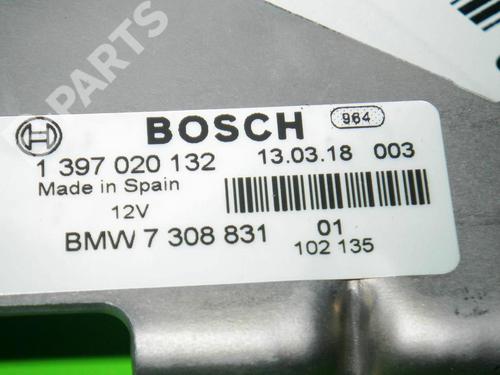 B PARTS
BOSCH 964
1 397 020 132 13.03.18 003
Made in Spain
12V
BMW 7 308 831 01
102 135